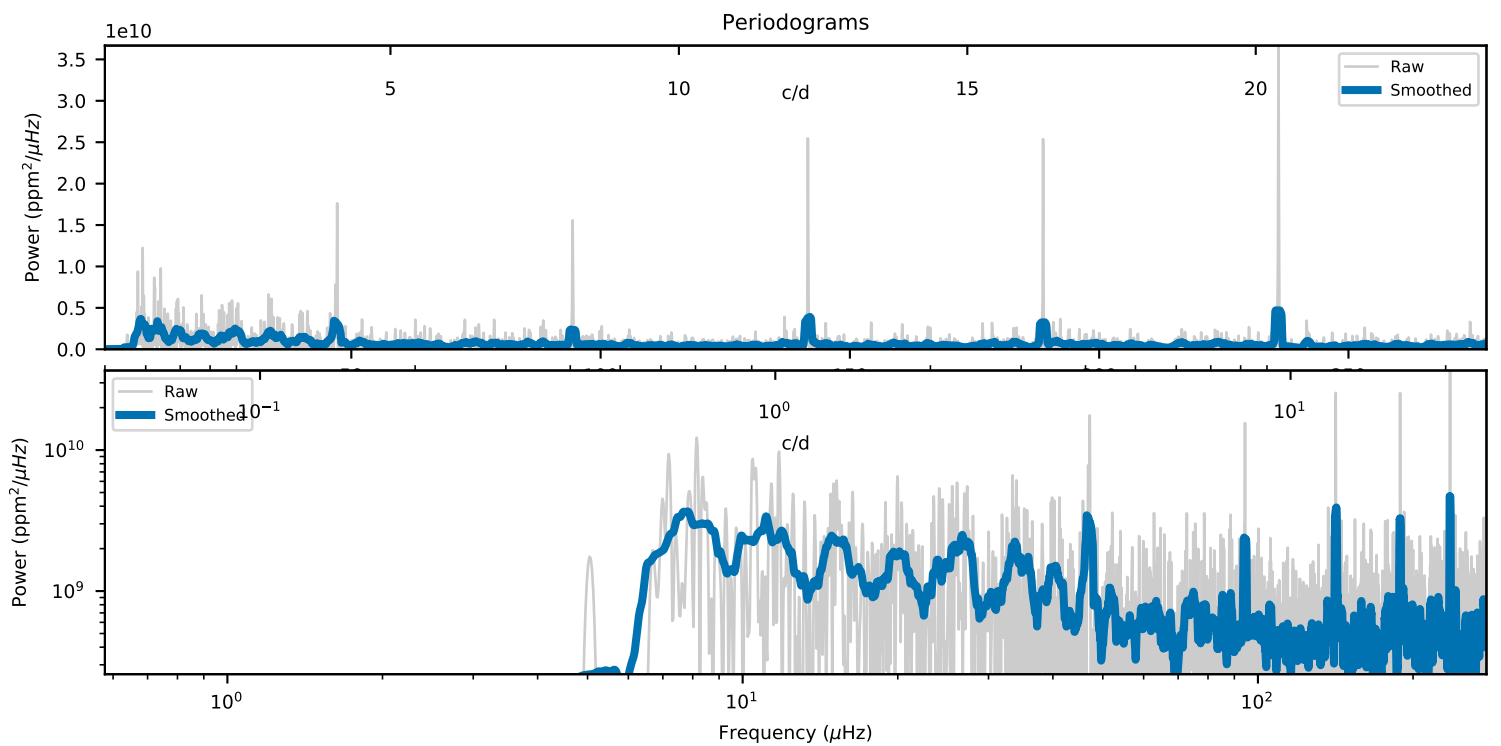 Periodograms
1e10
3.5
3.0
2.5
2.0
1.5
1.0
0.5
0.0
Power (ppm²/μHz)
5 10 15 20
c/d
Raw
Smoothed
Raw
Smoothed
10⁻¹ 10⁰ 10¹
c/d
10¹⁰
10⁹
Power (ppm²/μHz)
10⁰ 10¹ 10²
Frequency (μHz)